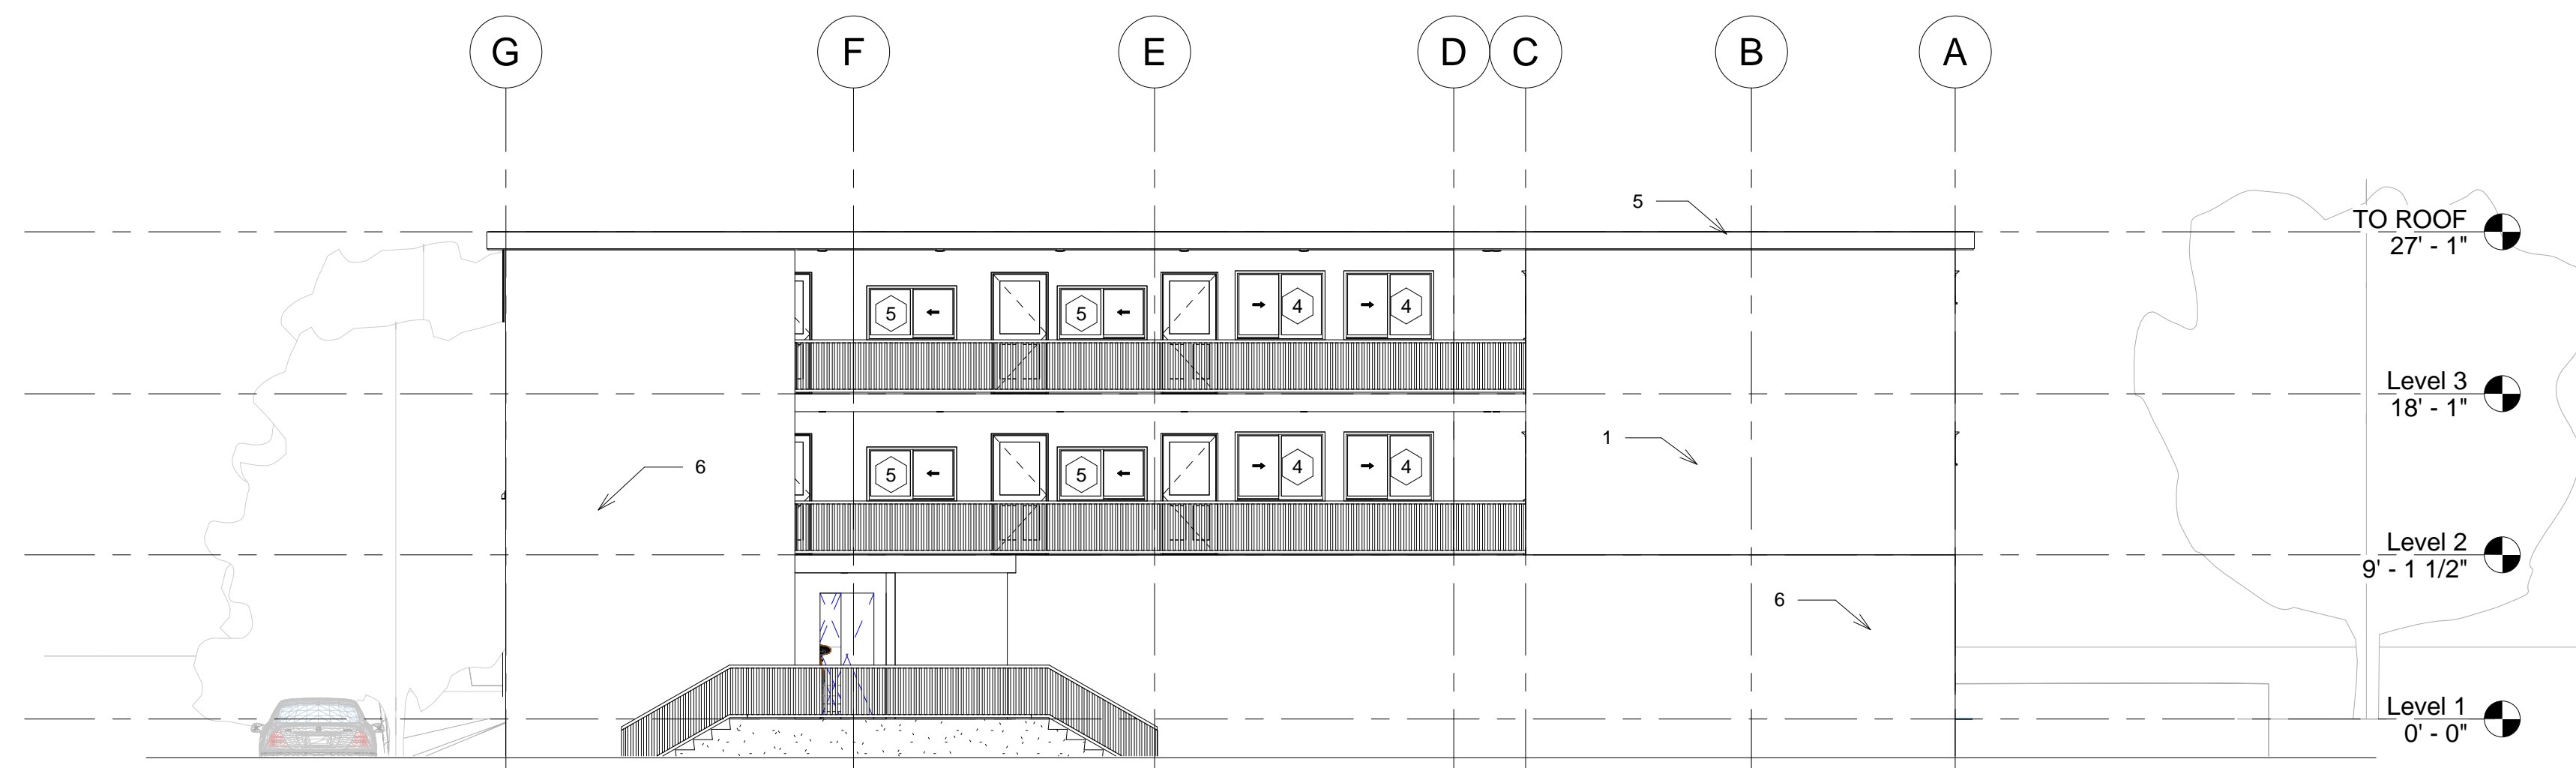 G F E D C B A
5
TO ROOF
27' - 1"
5 5 4 4
Level 3
18' - 1"
1
6
5 5 4 4
Level 2
9' - 1 1/2"
6
Level 1
0' - 0"